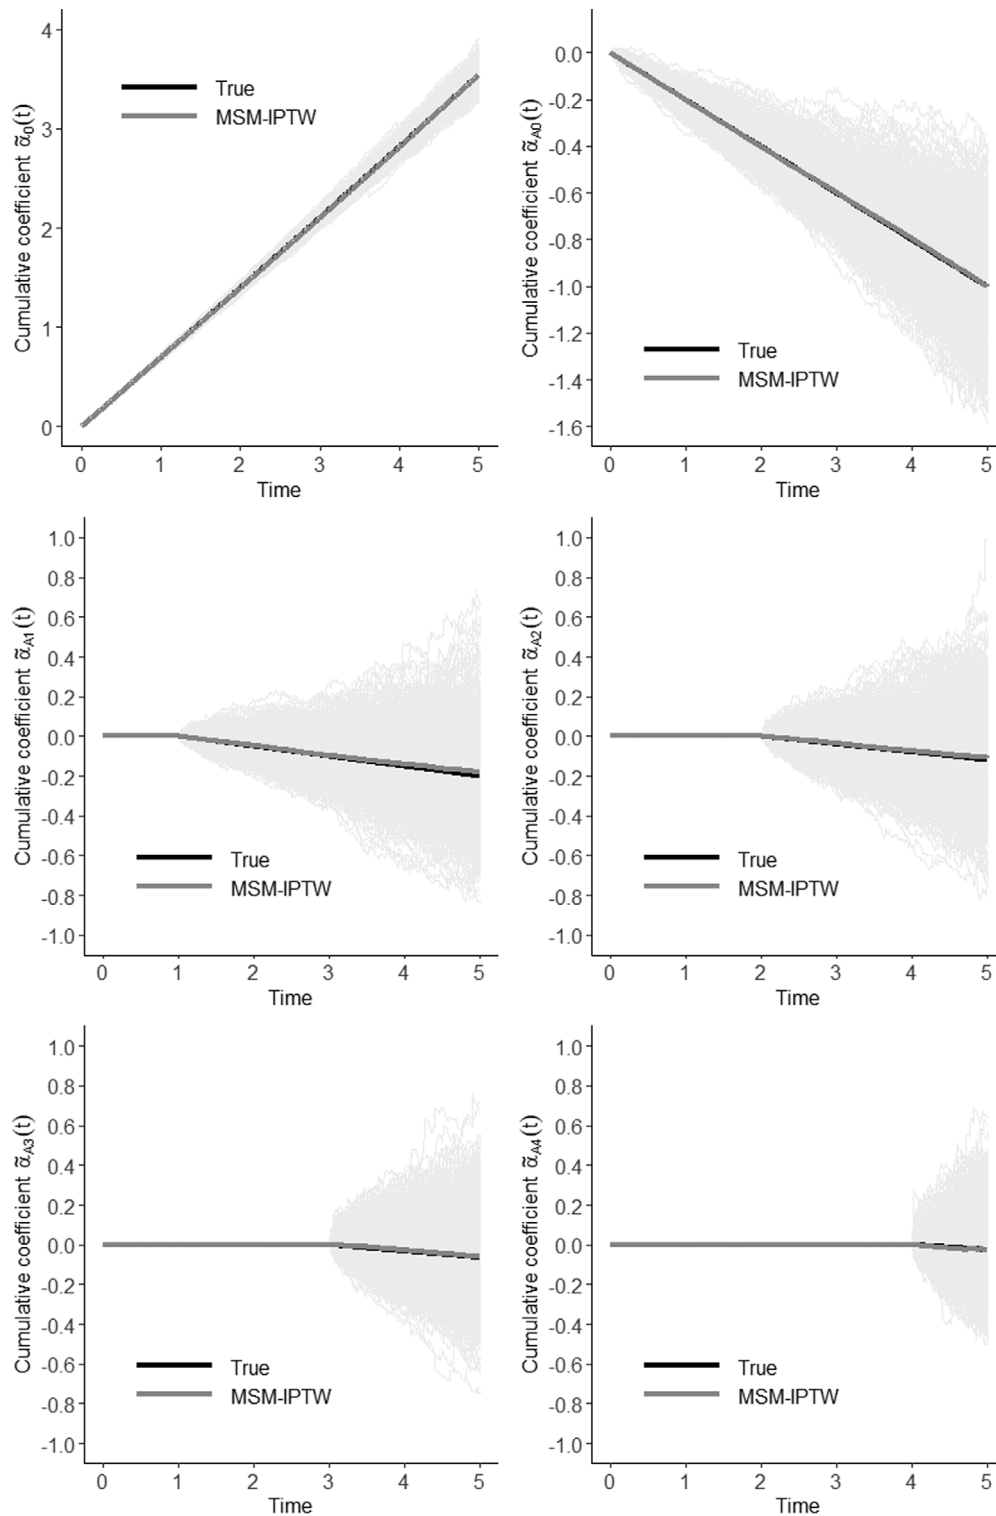 Cumulative coefficient α̃₀(t)
4
3
2
1
0
True
MSM-IPTW
0 1 2 3 4 5
Time
Cumulative coefficient α̃A0(t)
0.0
-0.2
-0.4
-0.6
-0.8
-1.0
-1.2
-1.4
-1.6
True
MSM-IPTW
0 1 2 3 4 5
Time
Cumulative coefficient α̃A1(t)
1.0
0.8
0.6
0.4
0.2
0.0
-0.2
-0.4
-0.6
-0.8
-1.0
True
MSM-IPTW
0 1 2 3 4 5
Time
Cumulative coefficient α̃A2(t)
1.0
0.8
0.6
0.4
0.2
0.0
-0.2
-0.4
-0.6
-0.8
-1.0
True
MSM-IPTW
0 1 2 3 4 5
Time
Cumulative coefficient α̃A3(t)
1.0
0.8
0.6
0.4
0.2
0.0
-0.2
-0.4
-0.6
-0.8
-1.0
True
MSM-IPTW
0 1 2 3 4 5
Time
Cumulative coefficient α̃A4(t)
1.0
0.8
0.6
0.4
0.2
0.0
-0.2
-0.4
-0.6
-0.8
-1.0
True
MSM-IPTW
0 1 2 3 4 5
Time